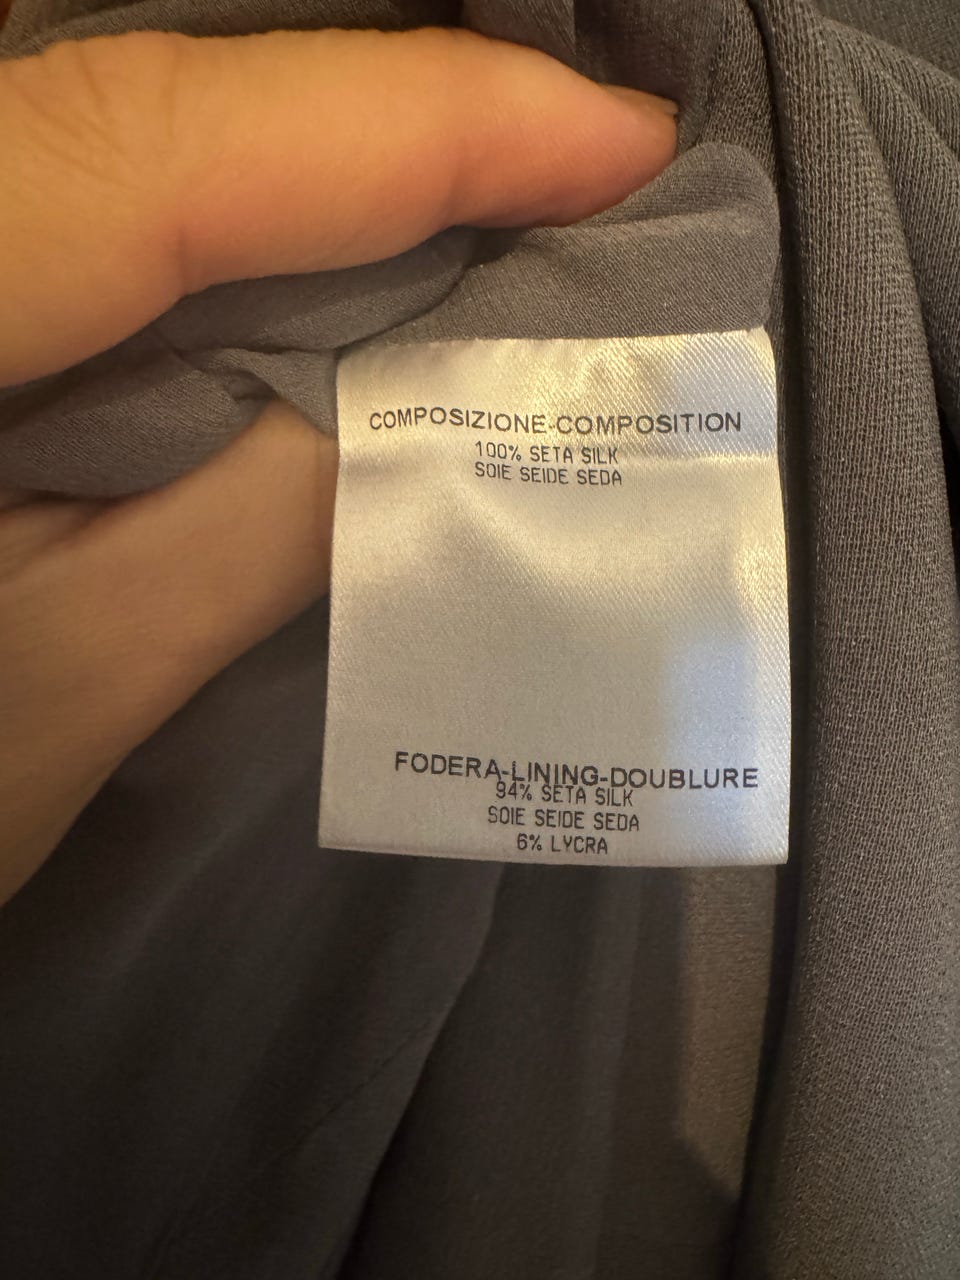 COMPOSIZIONE-COMPOSITION
100% SETA SILK
SOIE SEIDE SEDA
FODERA-LINING-DOUBLURE
94% SETA SILK
SOIE SEIDE SEDA
6% LYCRA